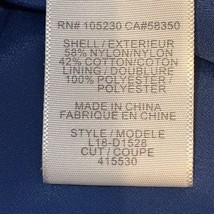 RN# 105230 CA#58350
SHELL / EXTERIEUR
58% NYLON/NYLON
42% COTTON/COTON
LINING / DOUBLURE
100% POLYESTER /
POLYESTER
MADE IN CHINA
FABRIQUE EN CHINE
STYLE / MODELE
L18-D1528
CUT / COUPE
415530